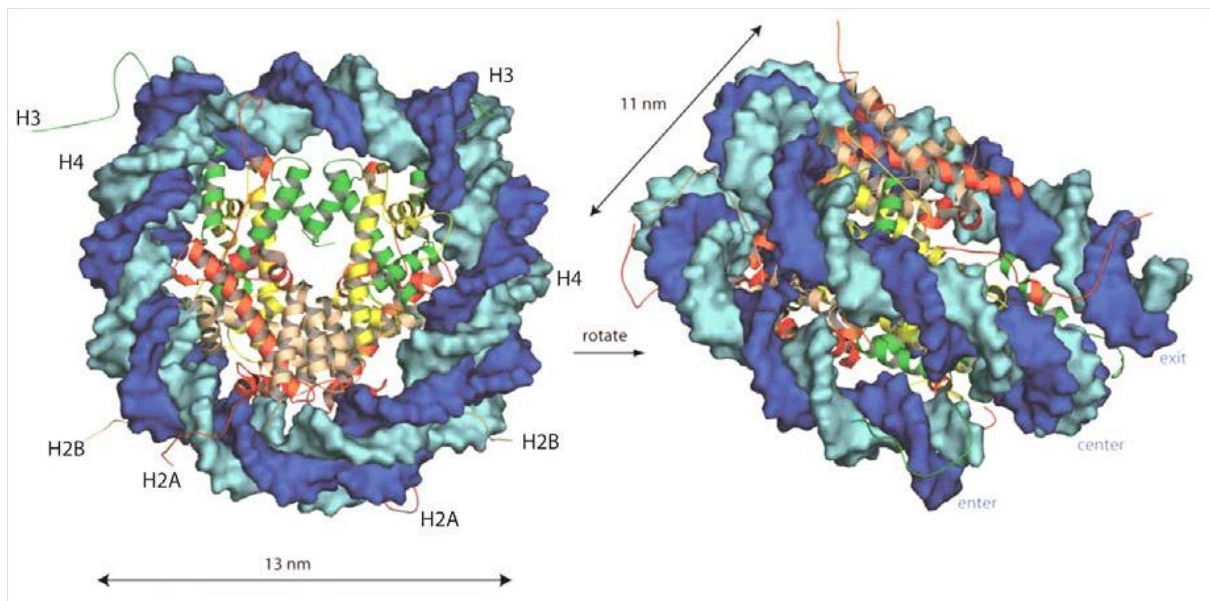 H3
H3
H4
H4
H2B
H2A
H2A
H2B
13 nm
rotate
11 nm
exit
center
enter